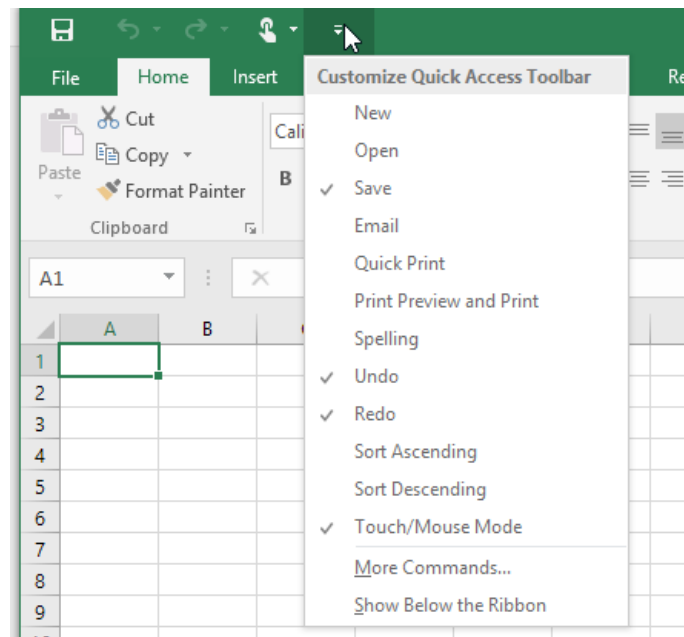 File Home Insert Re
Customize Quick Access Toolbar
New
Open
Save
Email
Quick Print
Print Preview and Print
Spelling
Undo
Redo
Sort Ascending
Sort Descending
Touch/Mouse Mode
More Commands...
Show Below the Ribbon
Cut
Copy
Paste
Format Painter
Clipboard
Cali
B
A1
A B
1
2
3
4
5
6
7
8
9